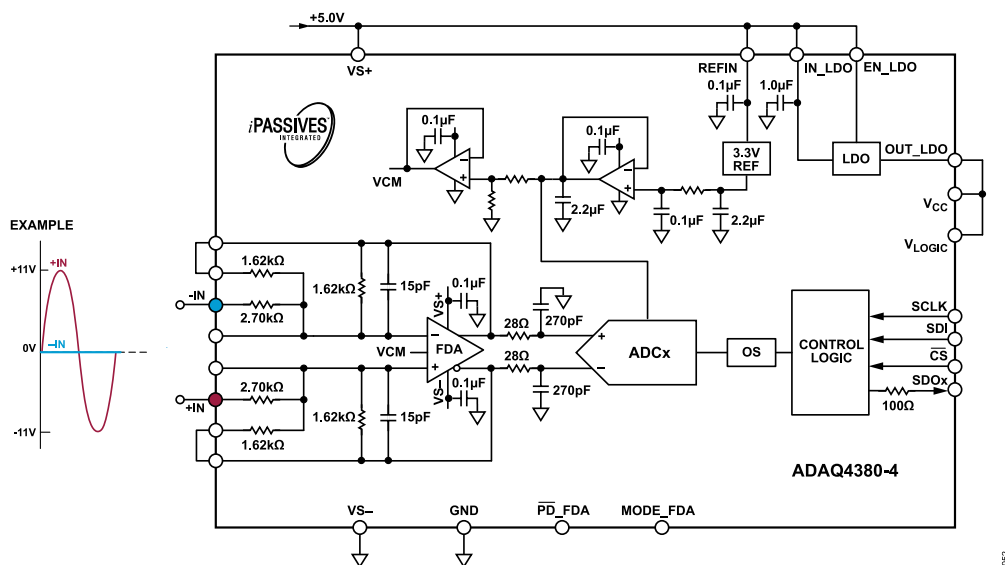 +5.0V
VS+
REFIN
IN_LDO
EN_LDO
0.1µF
1.0µF
iPASSIVES
INTEGRATED
0.1µF
0.1µF
3.3V
REF
LDO
OUT_LDO
VCM
2.2µF
0.1µF
2.2µF
VCC
VLOGIC
EXAMPLE
+11V
+IN
–IN
0V
-11V
1.62kΩ
-IN
2.70kΩ
1.62kΩ
15pF
VS+
0.1µF
28Ω
270pF
VCM
FDA
–
+
28Ω
VS–
0.1µF
270pF
+
–
ADCx
OS
CONTROL
LOGIC
SCLK
SDI
CS
SDOx
100Ω
2.70kΩ
+IN
1.62kΩ
1.62kΩ
15pF
ADAQ4380-4
VS–
GND
PD_FDA
MODE_FDA